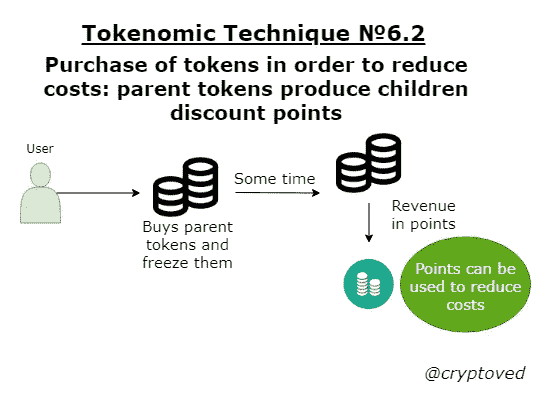 Tokenomic Technique №6.2
Purchase of tokens in order to reduce
costs: parent tokens produce children
discount points
User
Some time
Buys parent
tokens and
freeze them
Revenue
in points
Points can be
used to reduce
costs
@cryptoved